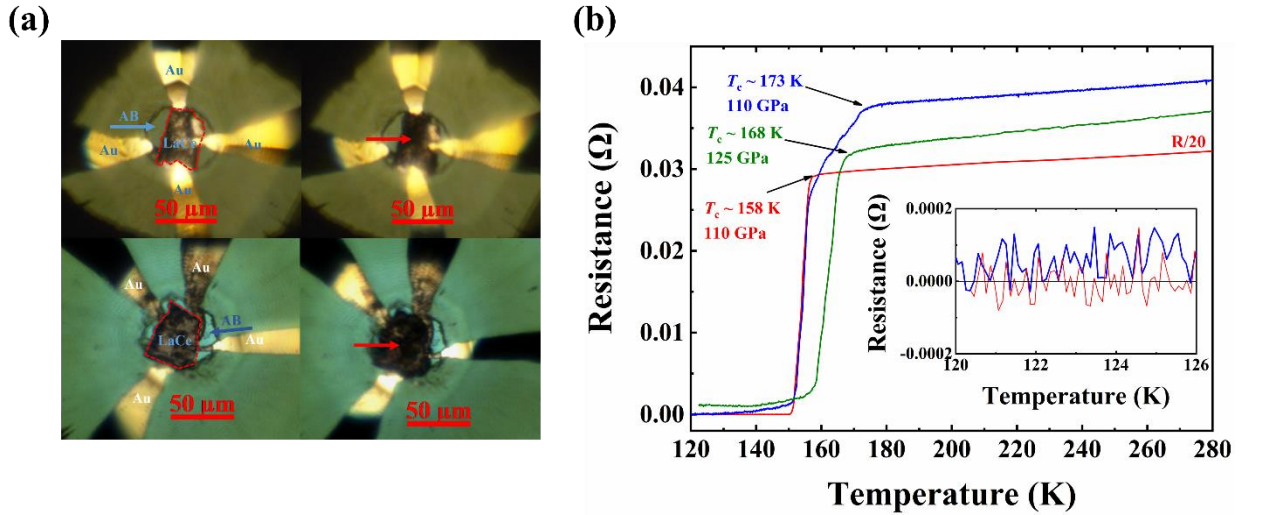 (a)
Au
AB
LaCe
Au
Au
Au
50 μm
50 μm
Au
AB
LaCe
Au
Au
50 μm
50 μm
(b)
Resistance (Ω)
0.04
0.03
0.02
0.01
0.00
Tc ~ 173 K
110 GPa
Tc ~ 168 K
125 GPa
R/20
Tc ~ 158 K
110 GPa
Resistance (Ω)
0.0002
0.0000
-0.0002
120 122 124 126
Temperature (K)
120 140 160 180 200 220 240 260 280
Temperature (K)